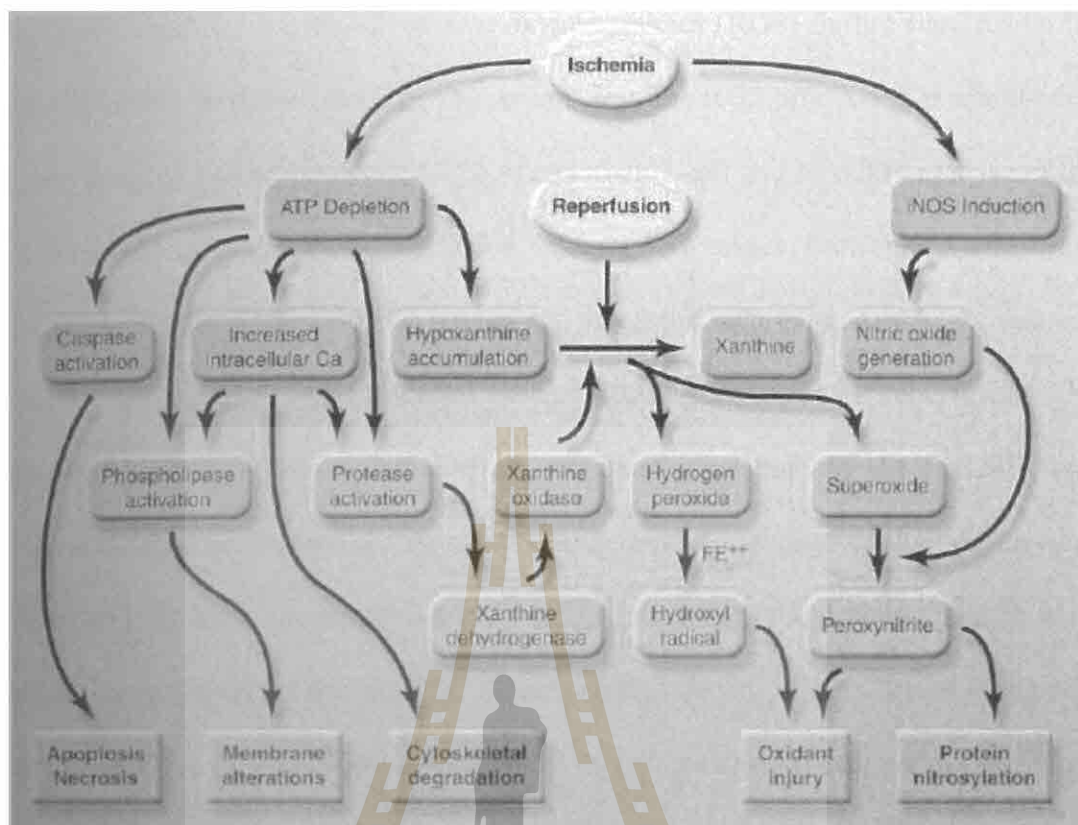 Ischemia
ATP Depletion
Reperfusion
iNOS Induction
Caspase
activation
Increased
intracellular Ca
Hypoxanthine
accumulation
Xanthine
Nitric oxide
generation
Phospholipase
activation
Protease
activation
Xanthine
oxidase
Hydrogen
peroxide
Superoxide
FE++
Xanthine
dehydrogenase
Hydroxyl
radical
Peroxynitrite
Apoptosis
Necrosis
Membrane
alterations
Cytoskeletal
degradation
Oxidant
injury
Protein
nitrosylation